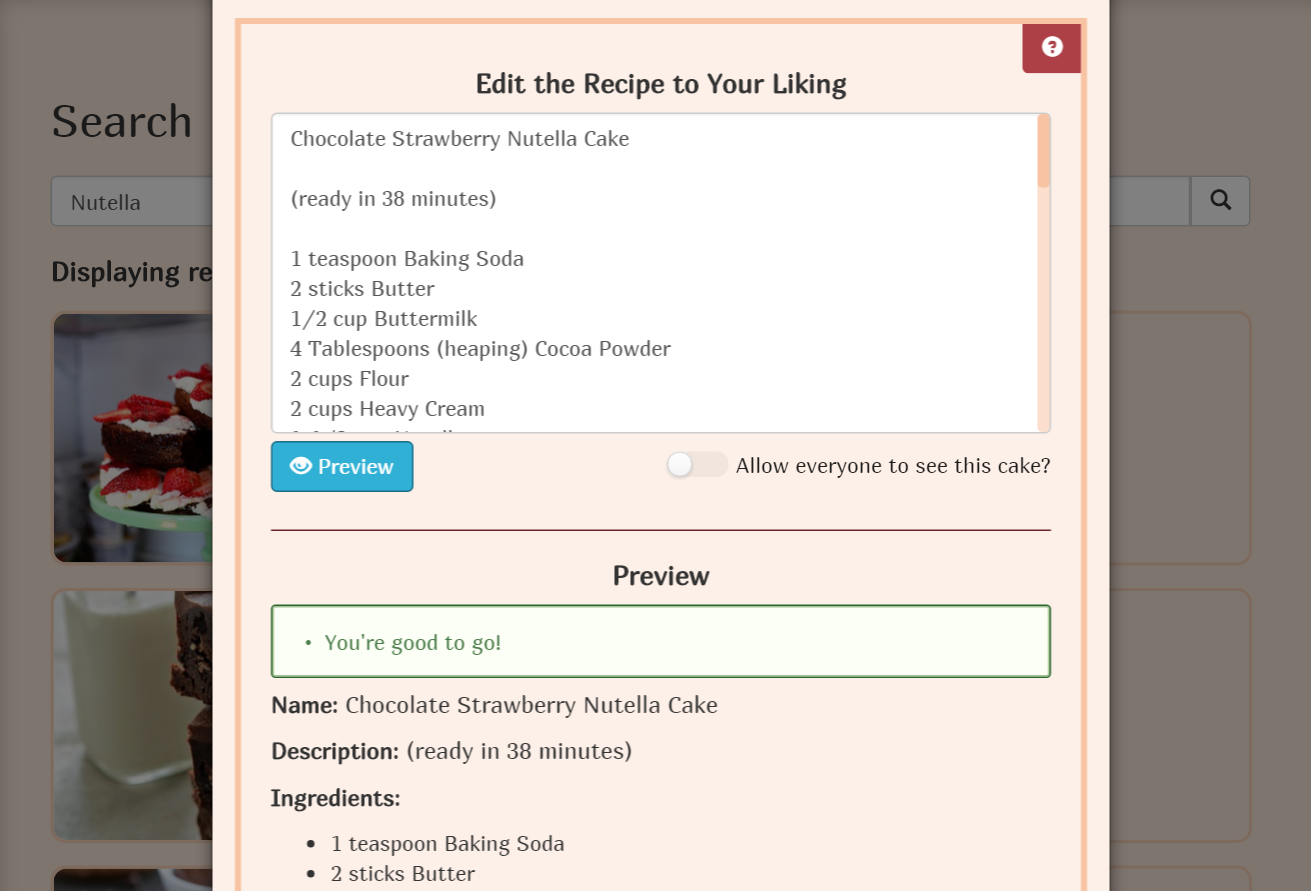 Search
Nutella
Displaying re
?
Edit the Recipe to Your Liking
Chocolate Strawberry Nutella Cake
(ready in 38 minutes)
1 teaspoon Baking Soda
2 sticks Butter
1/2 cup Buttermilk
4 Tablespoons (heaping) Cocoa Powder
2 cups Flour
2 cups Heavy Cream
Preview
Allow everyone to see this cake?
Preview
• You're good to go!
Name: Chocolate Strawberry Nutella Cake
Description: (ready in 38 minutes)
Ingredients:
• 1 teaspoon Baking Soda
• 2 sticks Butter